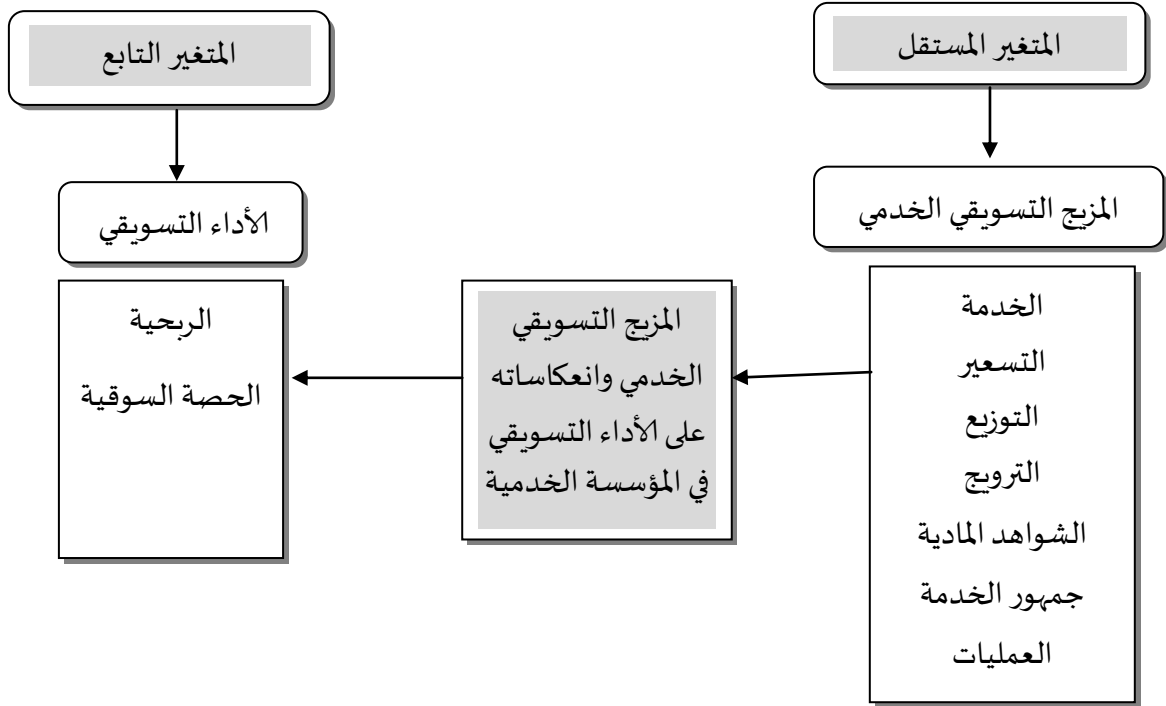 المتغير المستقل
المتغير التابع
المزيج التسويقي الخدمي
الأداء التسويقي
الخدمة
التسعير
التوزيع
الترويج
الشواهد المادية
جمهور الخدمة
العمليات
المزيج التسويقي
الخدمي وانعكاساته
على الأداء التسويقي
في المؤسسة الخدمية
الربحية
الحصة السوقية